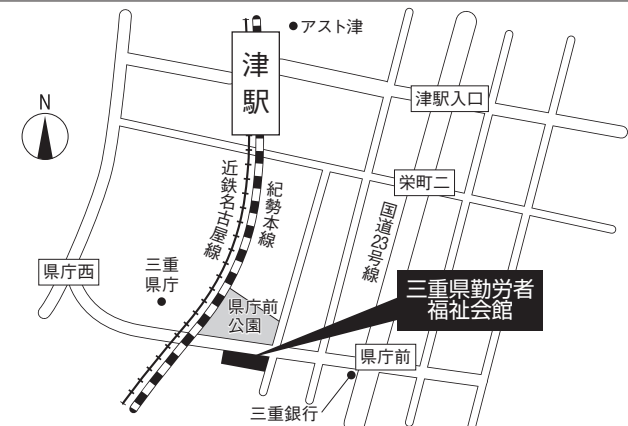 アスト津
津駅
津駅入口
N
栄町二
近鉄名古屋線
紀勢本線
国道23号線
県庁西
三重
県庁
県庁前
公園
三重県勤労者
福祉会館
県庁前
三重銀行